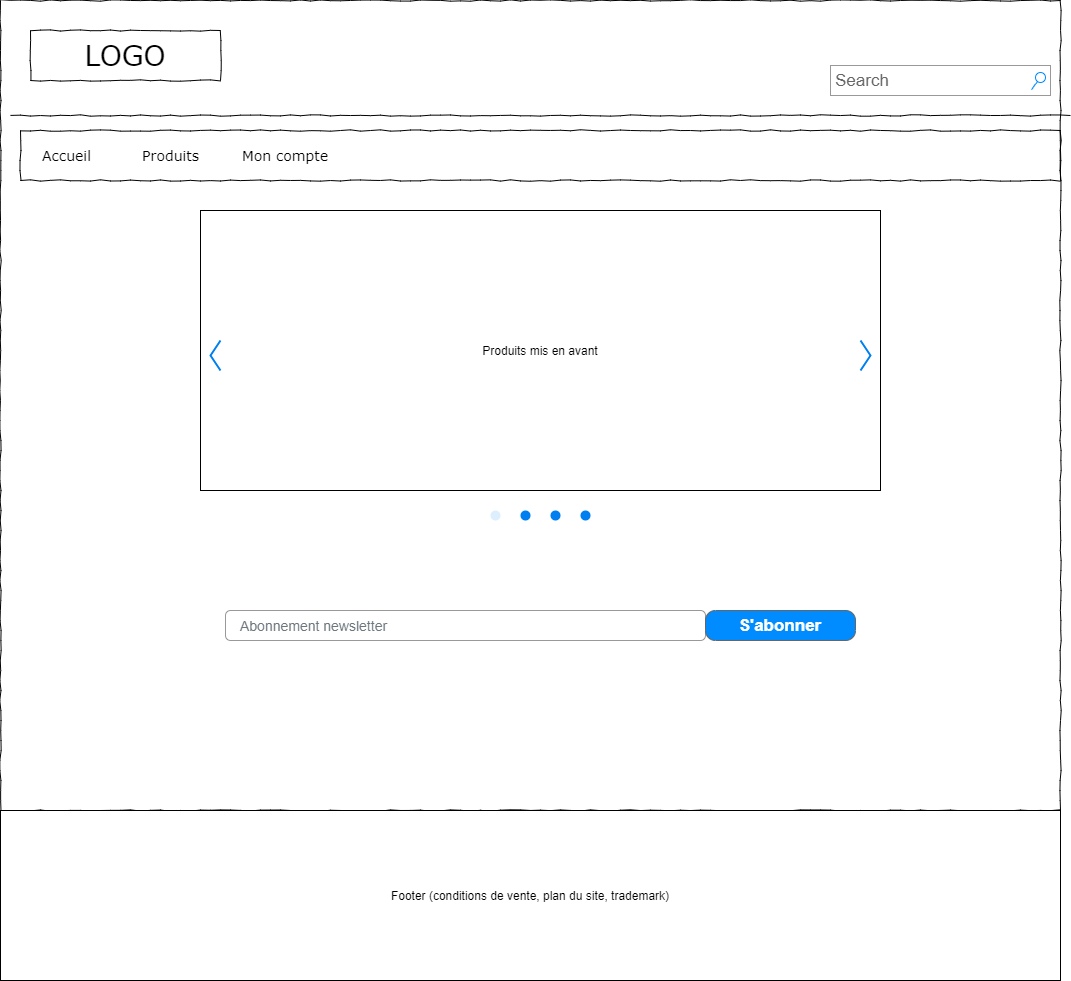 LOGO
Search
Accueil
Produits
Mon compte
Produits mis en avant
Abonnement newsletter
S'abonner
Footer (conditions de vente, plan du site, trademark)